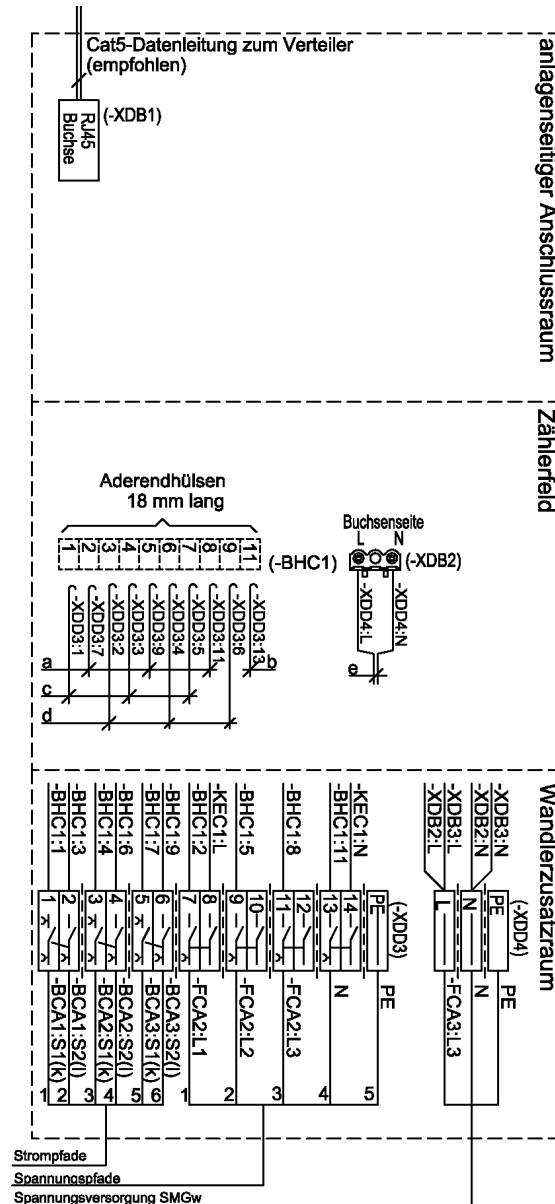 Cat5-Datenleitung zum Verteiler
(empfohlen)
RJ45
Buchse
(-XDB1)
anlagenseitiger Anschlussraum
Zählerfeld
Aderendhülsen
18 mm lang
1 2 3 4 5 6 7 8 9 11
(-BHC1)
Buchsenseite
L N
(-XDB2)
-XDD3:1
-XDD3:7
-XDD3:2
-XDD3:3
-XDD3:9
-XDD3:4
-XDD3:5
-XDD3:11
-XDD3:6
-XDD3:13
-XDD4:L
-XDD4:N
a
b
c
d
e
Wandlerzusatzraum
-BHC1:1
-BHC1:3
-BHC1:4
-BHC1:6
-BHC1:7
-BHC1:9
-BHC1:2
-KEC1:L
-BHC1:5
-BHC1:8
-BHC1:11
-KEC1:N
-XDB2:L
-XDB3:L
-XDB2:N
-XDB3:N
1 2 3 4 5 6 7 8 9 10 11 12 13 14 PE
(-XDD3)
L N PE
(-XDD4)
-BCA1:S1(k)
-BCA1:S2(l)
-BCA2:S1(k)
-BCA2:S2(l)
-BCA3:S1(k)
-BCA3:S2(l)
-FCA2:L1
-FCA2:L2
-FCA2:L3
N
PE
-FCA3:L3
N
PE
1 2 3 4 5 6 1 2 3 4 5
Strompfade
Spannungspfade
Spannungsversorgung SMGw